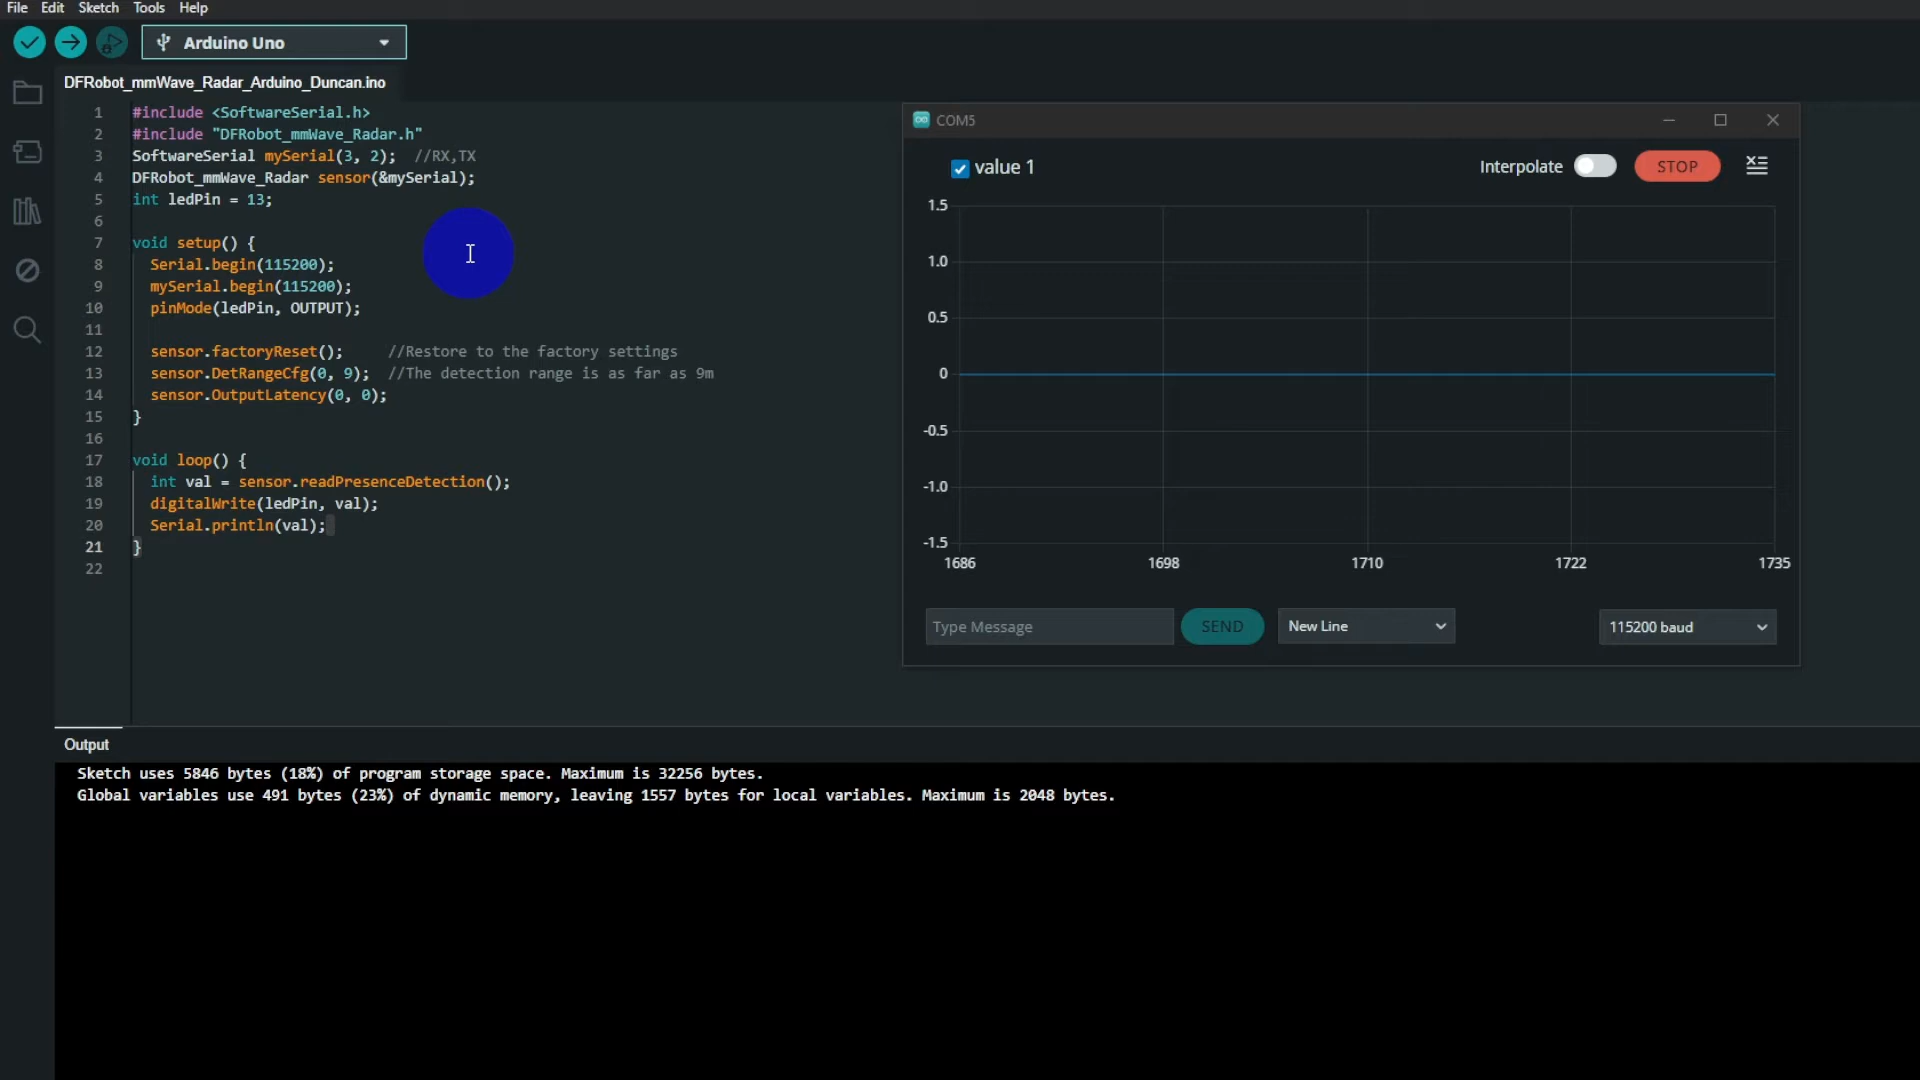 File Edit Sketch Tools Help
Arduino Uno
DFRobot_mmWave_Radar_Arduino_Duncan.ino
1 #include <SoftwareSerial.h>
2 #include "DFRobot_mmWave_Radar.h"
3 SoftwareSerial mySerial(3, 2);  //RX,TX
4 DFRobot_mmWave_Radar sensor(&mySerial);
5 int ledPin = 13;
6
7 void setup() {
8   Serial.begin(115200);
9   mySerial.begin(115200);
10   pinMode(ledPin, OUTPUT);
11
12   sensor.factoryReset();     //Restore to the factory settings
13   sensor.DetRangeCfg(0, 9);  //The detection range is as far as 9m
14   sensor.OutputLatency(0, 0);
15 }
16
17 void loop() {
18   int val = sensor.readPresenceDetection();
19   digitalWrite(ledPin, val);
20   Serial.println(val);
21 }
22
COM5
value 1
Interpolate STOP
1.5
1.0
0.5
0
-0.5
-1.0
-1.5
1686 1698 1710 1722 1735
Type Message SEND New Line 115200 baud
Output
Sketch uses 5846 bytes (18%) of program storage space. Maximum is 32256 bytes.
Global variables use 491 bytes (23%) of dynamic memory, leaving 1557 bytes for local variables. Maximum is 2048 bytes.